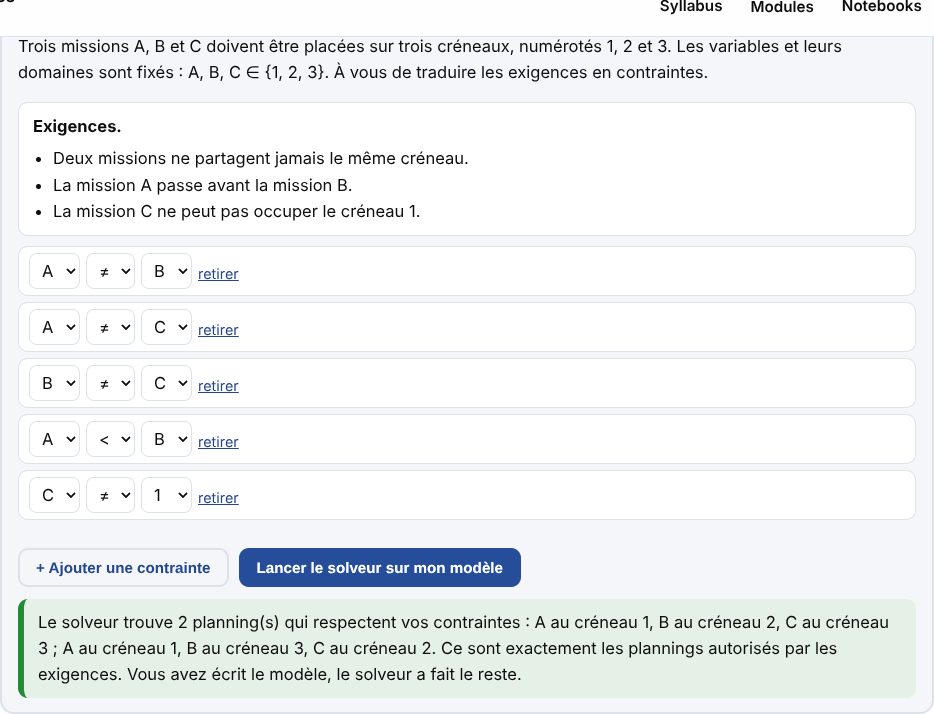 Syllabus Modules Notebooks
Trois missions A, B et C doivent être placées sur trois créneaux, numérotés 1, 2 et 3. Les variables et leurs
domaines sont fixés : A, B, C ∈ {1, 2, 3}. À vous de traduire les exigences en contraintes.
Exigences.
• Deux missions ne partagent jamais le même créneau.
• La mission A passe avant la mission B.
• La mission C ne peut pas occuper le créneau 1.
A ≠ B retirer
A ≠ C retirer
B ≠ C retirer
A < B retirer
C ≠ 1 retirer
+ Ajouter une contrainte Lancer le solveur sur mon modèle
Le solveur trouve 2 planning(s) qui respectent vos contraintes : A au créneau 1, B au créneau 2, C au créneau
3 ; A au créneau 1, B au créneau 3, C au créneau 2. Ce sont exactement les plannings autorisés par les
exigences. Vous avez écrit le modèle, le solveur a fait le reste.